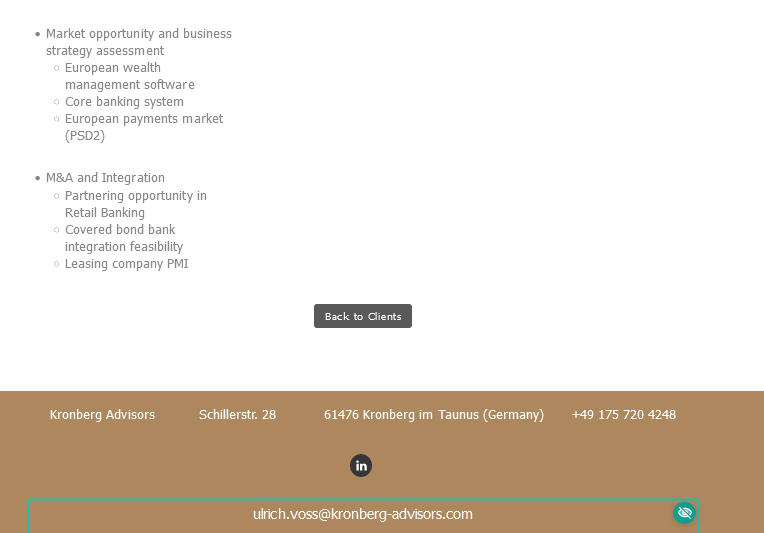 • Market opportunity and business
strategy assessment
○ European wealth
management software
○ Core banking system
○ European payments market
(PSD2)
• M&A and Integration
○ Partnering opportunity in
Retail Banking
○ Covered bond bank
integration feasibility
○ Leasing company PMI
Back to Clients
Kronberg Advisors Schillerstr. 28 61476 Kronberg im Taunus (Germany) +49 175 720 4248
in
ulrich.voss@kronberg-advisors.com